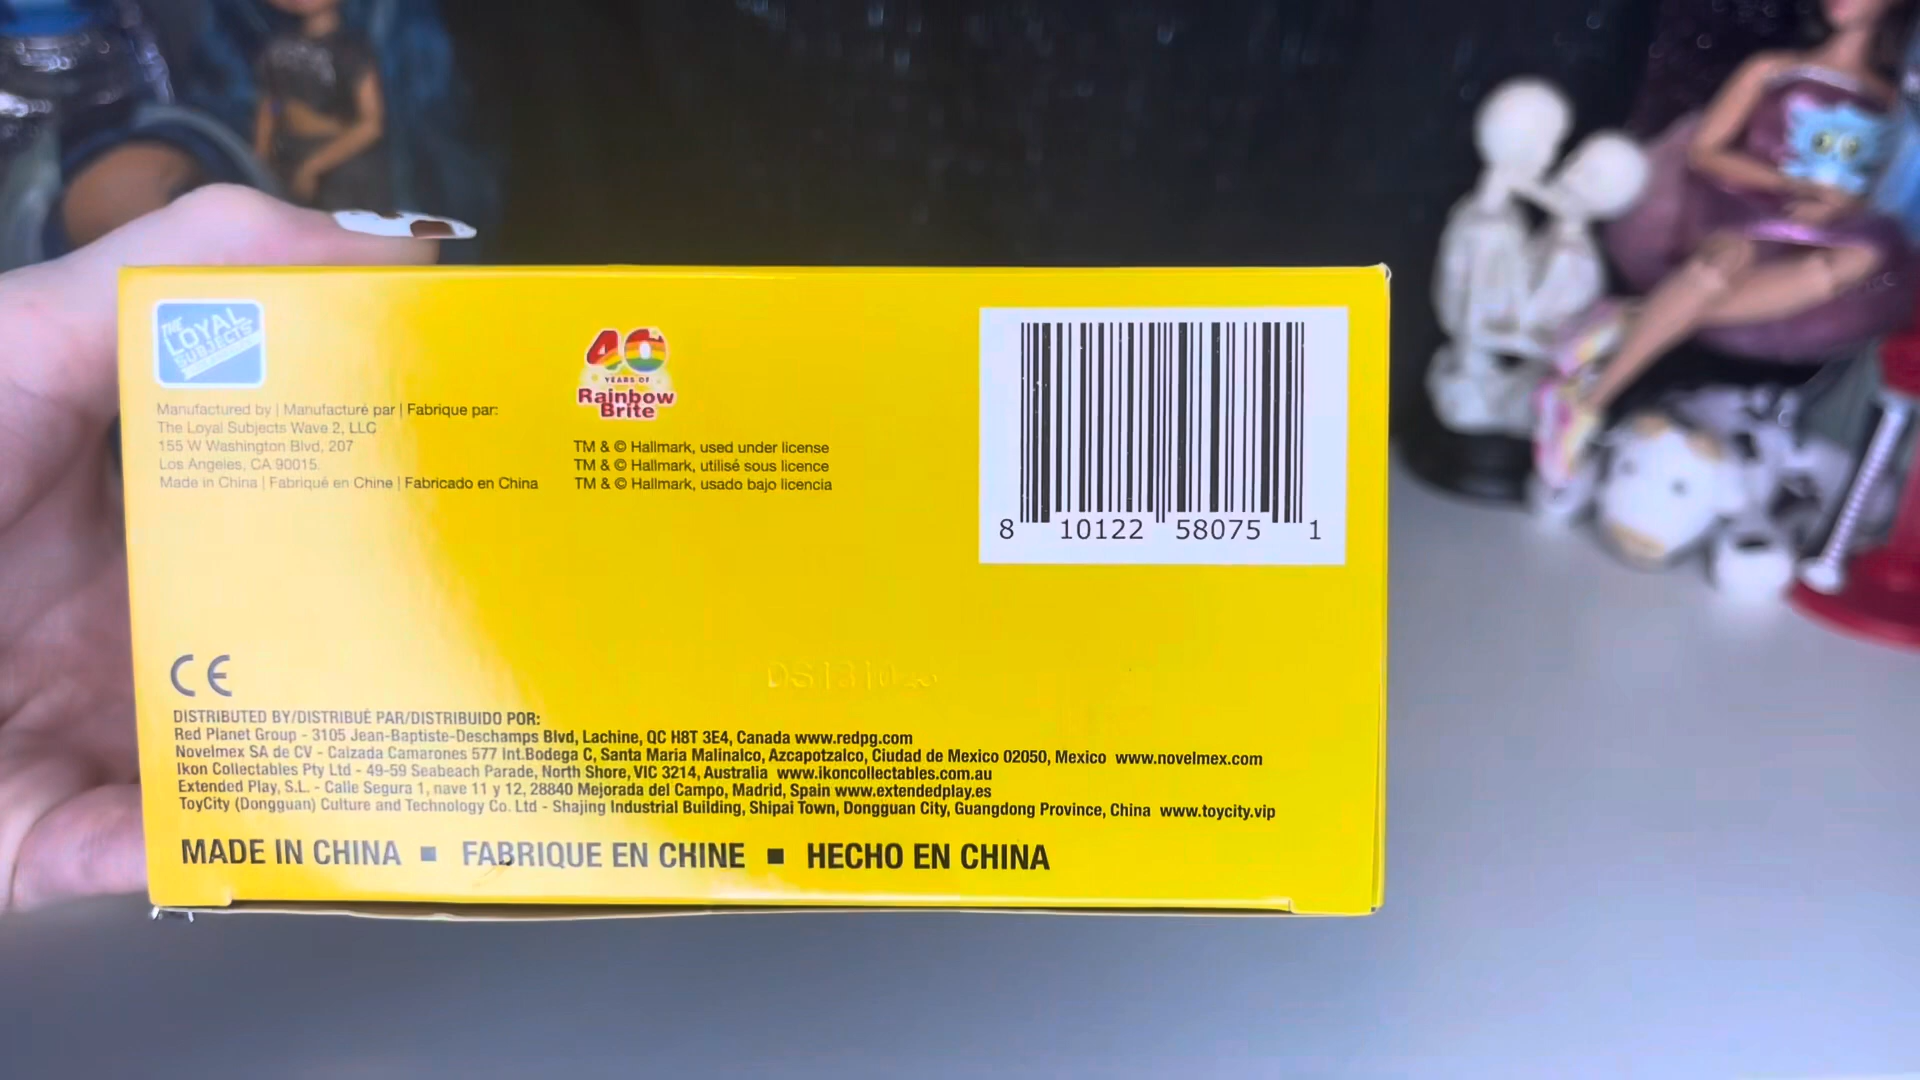 THE
LOYAL
SUBJECTS
Manufactured by | Manufacturé par | Fabrique par:
The Loyal Subjects Wave 2, LLC
155 W Washington Blvd, 207
Los Angeles, CA 90015.
Made in China | Fabriqué en Chine | Fabricado en China
40
YEARS OF
Rainbow
Brite
TM & © Hallmark, used under license
TM & © Hallmark, utilisé sous licence
TM & © Hallmark, usado bajo licencia
8 10122 58075 1
CE
DISTRIBUTED BY/DISTRIBUÉ PAR/DISTRIBUIDO POR:
Red Planet Group - 3105 Jean-Baptiste-Deschamps Blvd, Lachine, QC H8T 3E4, Canada www.redpg.com
Novelmex SA de CV - Calzada Camarones 577 Int.Bodega C, Santa Maria Malinalco, Azcapotzalco, Ciudad de Mexico 02050, Mexico www.novelmex.com
Ikon Collectables Pty Ltd - 49-59 Seabeach Parade, North Shore, VIC 3214, Australia www.ikoncollectables.com.au
Extended Play, S.L. - Calle Segura 1, nave 11 y 12, 28840 Mejorada del Campo, Madrid, Spain www.extendedplay.es
ToyCity (Dongguan) Culture and Technology Co. Ltd - Shajing Industrial Building, Shipai Town, Dongguan City, Guangdong Province, China www.toycity.vip
MADE IN CHINA ■ FABRIQUE EN CHINE ■ HECHO EN CHINA